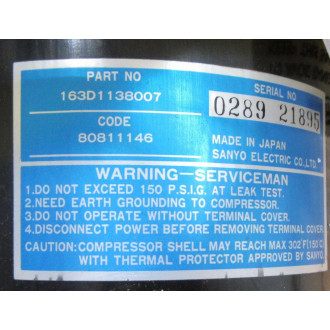 PART NO
163D1138007
CODE
80811146
SERIAL NO
0289 21895
MADE IN JAPAN
SANYO ELECTRIC CO.,LTD.
WARNING—SERVICEMAN
1.DO NOT EXCEED 150 P.S.I.G. AT LEAK TEST.
2.NEED EARTH GROUNDING TO COMPRESSOR.
3.DO NOT OPERATE WITHOUT TERMINAL COVER.
4.DISCONNECT POWER BEFORE REMOVING TERMINAL COVER.
CAUTION:COMPRESSOR SHELL MAY REACH MAX 302°F(150°C)
WITH THERMAL PROTECTOR APPROVED BY SANYO.